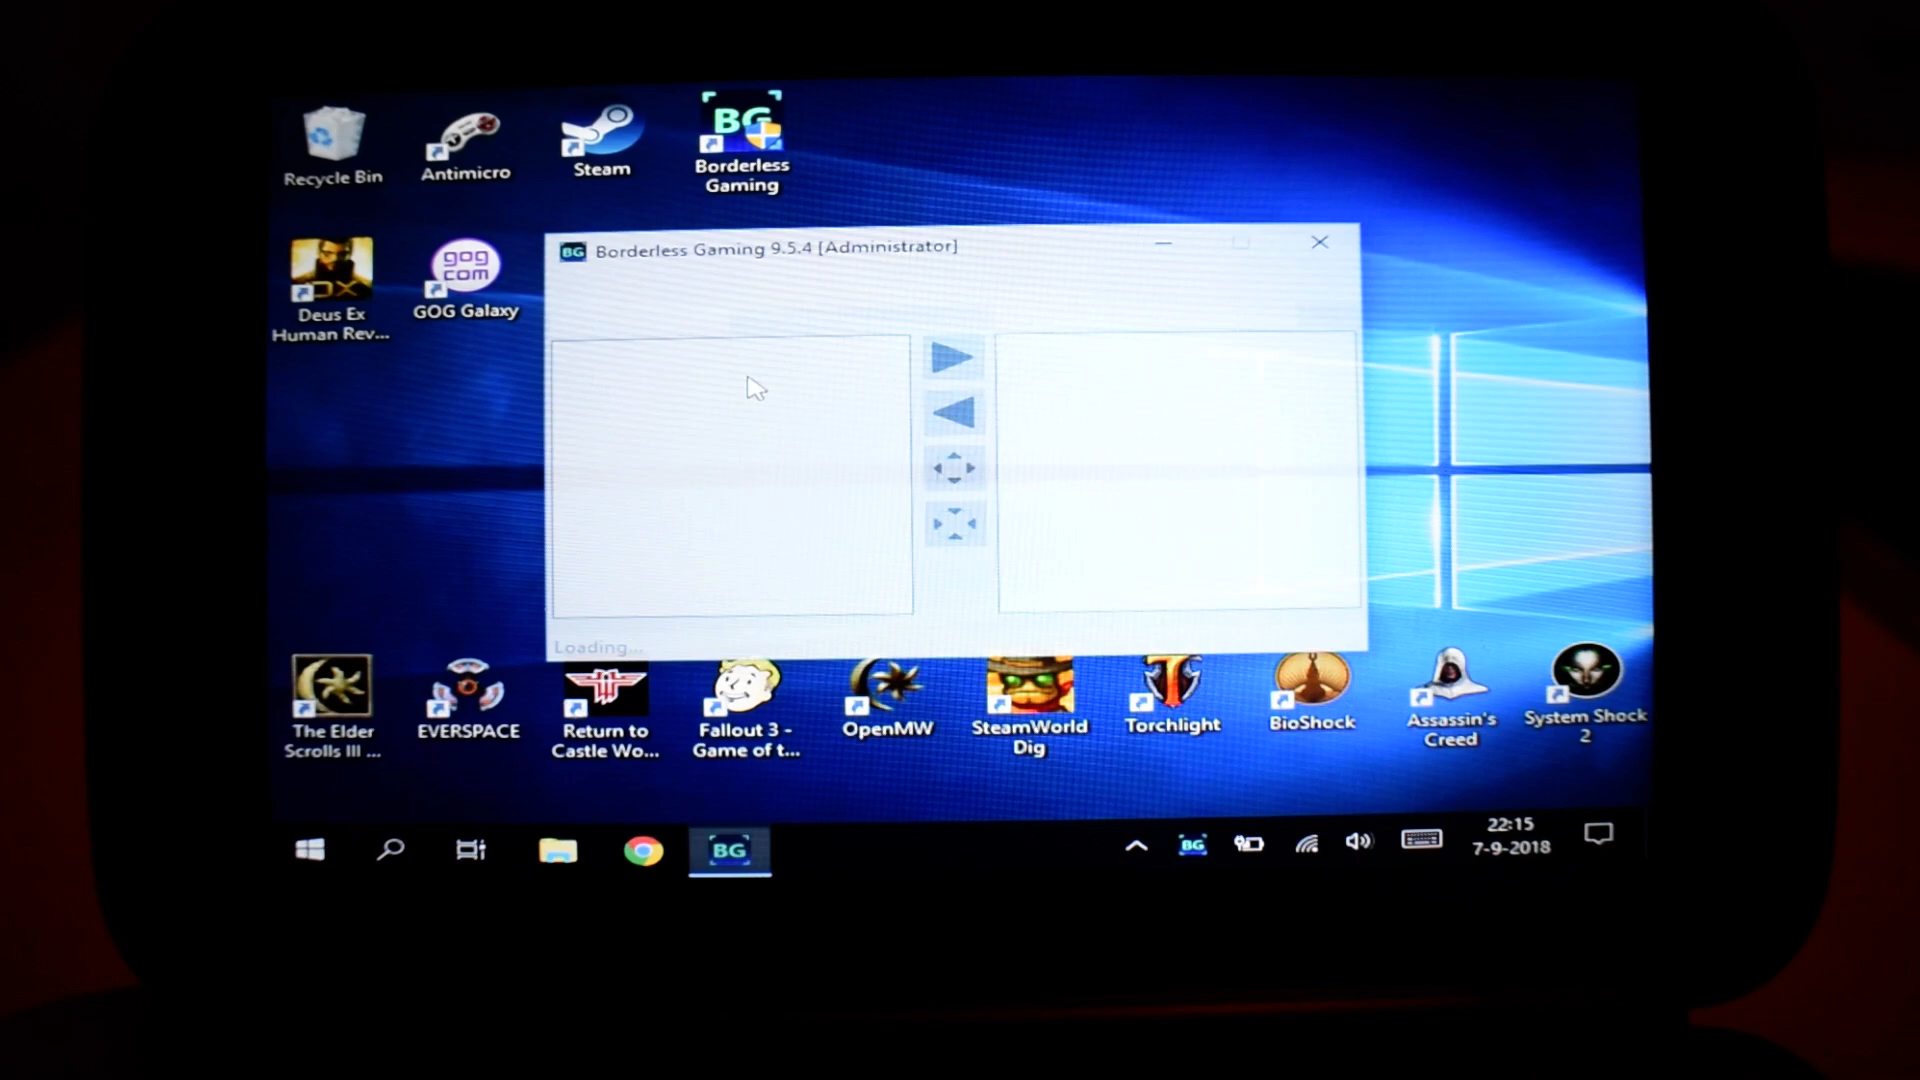 BG
Recycle Bin
Antimicro
Steam
Borderless
Gaming
DX
Deus Ex
Human Rev...
gog
com
GOG Galaxy
BG
Borderless Gaming 9.5.4 [Administrator]
Loading...
The Elder
Scrolls III ...
EVERSPACE
Return to
Castle Wo...
Fallout 3 -
Game of t...
OpenMW
SteamWorld
Dig
Torchlight
BioShock
Assassin's
Creed
System Shock
2
BG
BG
22:15
7-9-2018